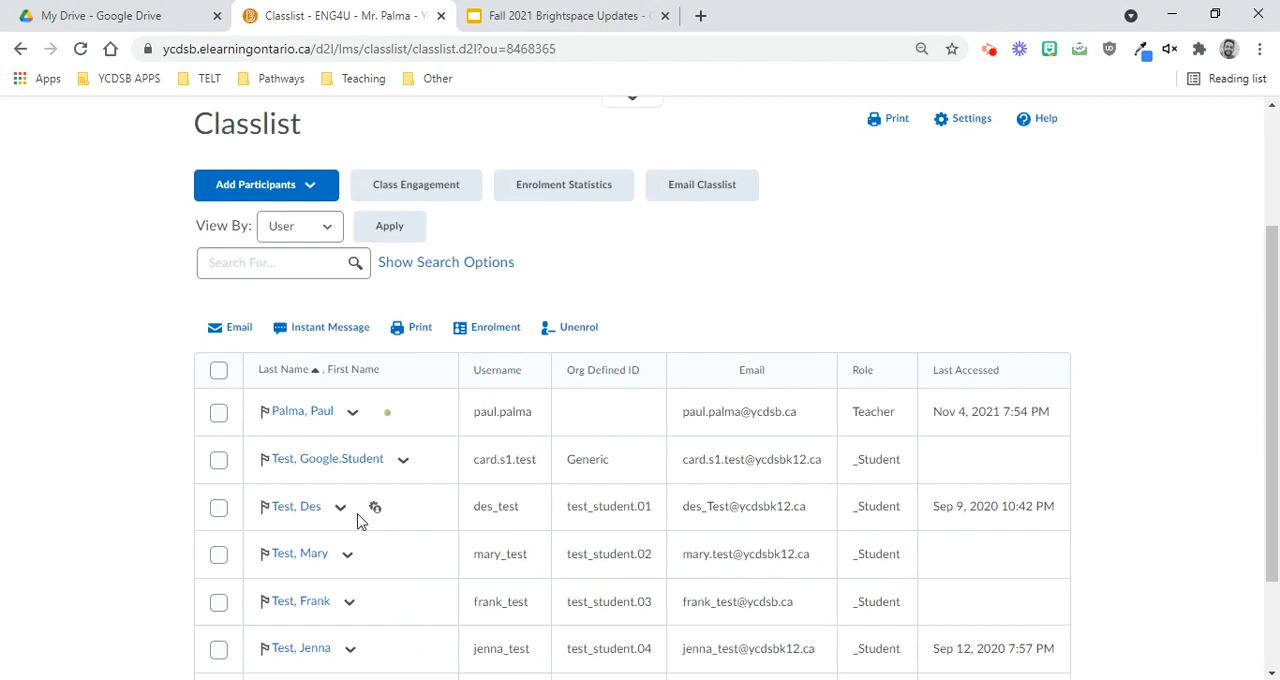 My Drive - Google Drive
Classlist - ENG4U - Mr. Palma - Y
Fall 2021 Brightspace Updates - G
ycdsb.elearningontario.ca/d2l/lms/classlist/classlist.d2l?ou=8468365
Apps YCDSB APPS TELT Pathways Teaching Other Reading list
Classlist
Print Settings Help
Add Participants Class Engagement Enrolment Statistics Email Classlist
View By: User Apply
Search For... Show Search Options
Email Instant Message Print Enrolment Unenrol
Last Name , First Name Username Org Defined ID Email Role Last Accessed
Palma, Paul paul.palma paul.palma@ycdsb.ca Teacher Nov 4, 2021 7:54 PM
Test, Google.Student card.s1.test Generic card.s1.test@ycdsbk12.ca _Student
Test, Des des_test test_student.01 des_Test@ycdsbk12.ca _Student Sep 9, 2020 10:42 PM
Test, Mary mary_test test_student.02 mary.test@ycdsbk12.ca _Student
Test, Frank frank_test test_student.03 frank_test@ycdsb.ca _Student
Test, Jenna jenna_test test_student.04 jenna_test@ycdsbk12.ca _Student Sep 12, 2020 7:57 PM